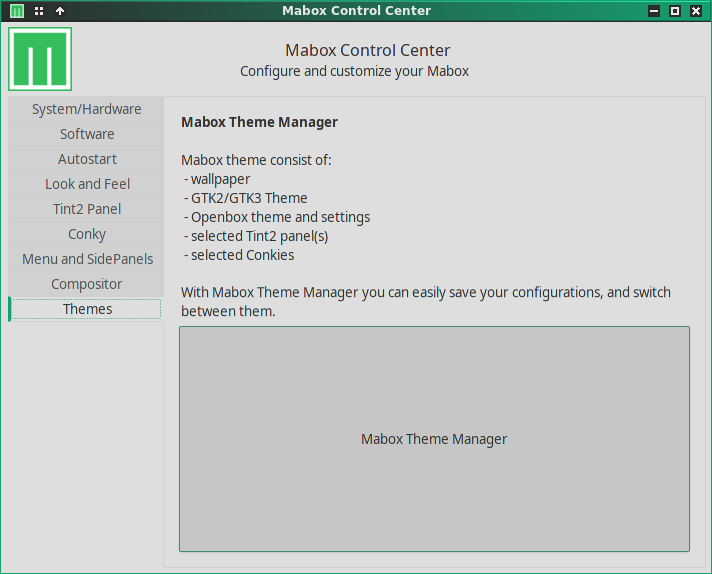 Mabox Control Center
Mabox Control Center
Configure and customize your Mabox
System/Hardware
Software
Autostart
Look and Feel
Tint2 Panel
Conky
Menu and SidePanels
Compositor
Themes
Mabox Theme Manager
Mabox theme consist of:
- wallpaper
- GTK2/GTK3 Theme
- Openbox theme and settings
- selected Tint2 panel(s)
- selected Conkies
With Mabox Theme Manager you can easily save your configurations, and switch
between them.
Mabox Theme Manager